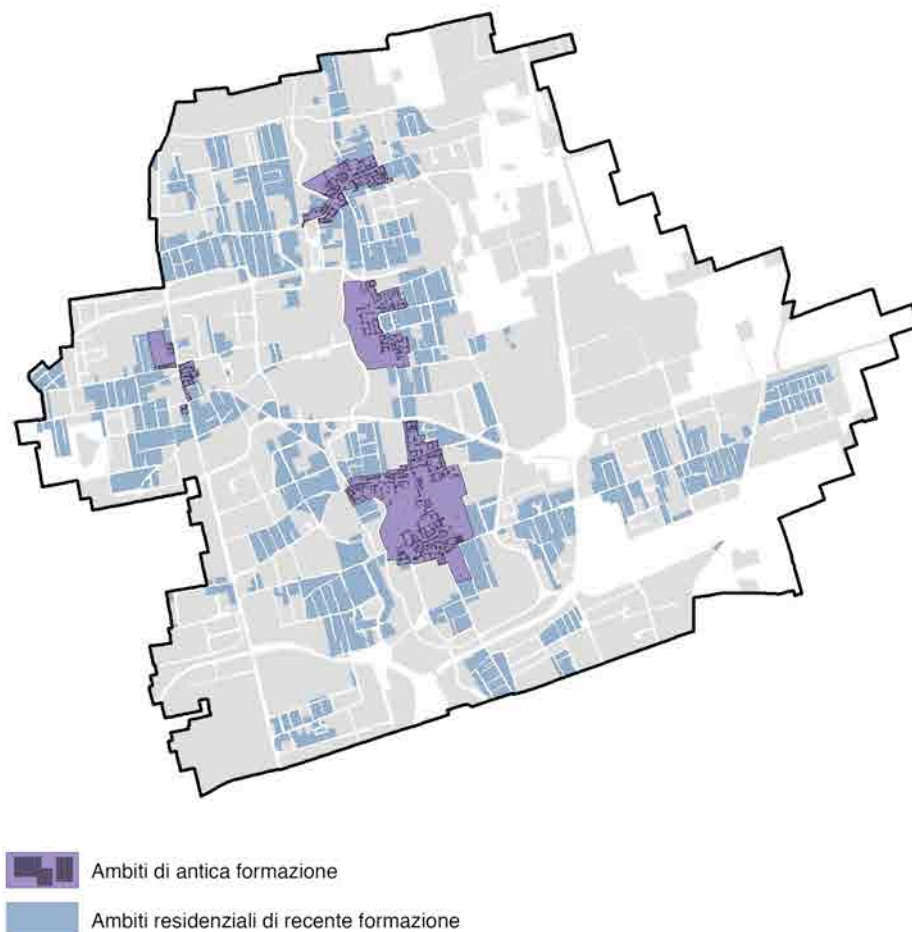 Ambiti di antica formazione
Ambiti residenziali di recente formazione